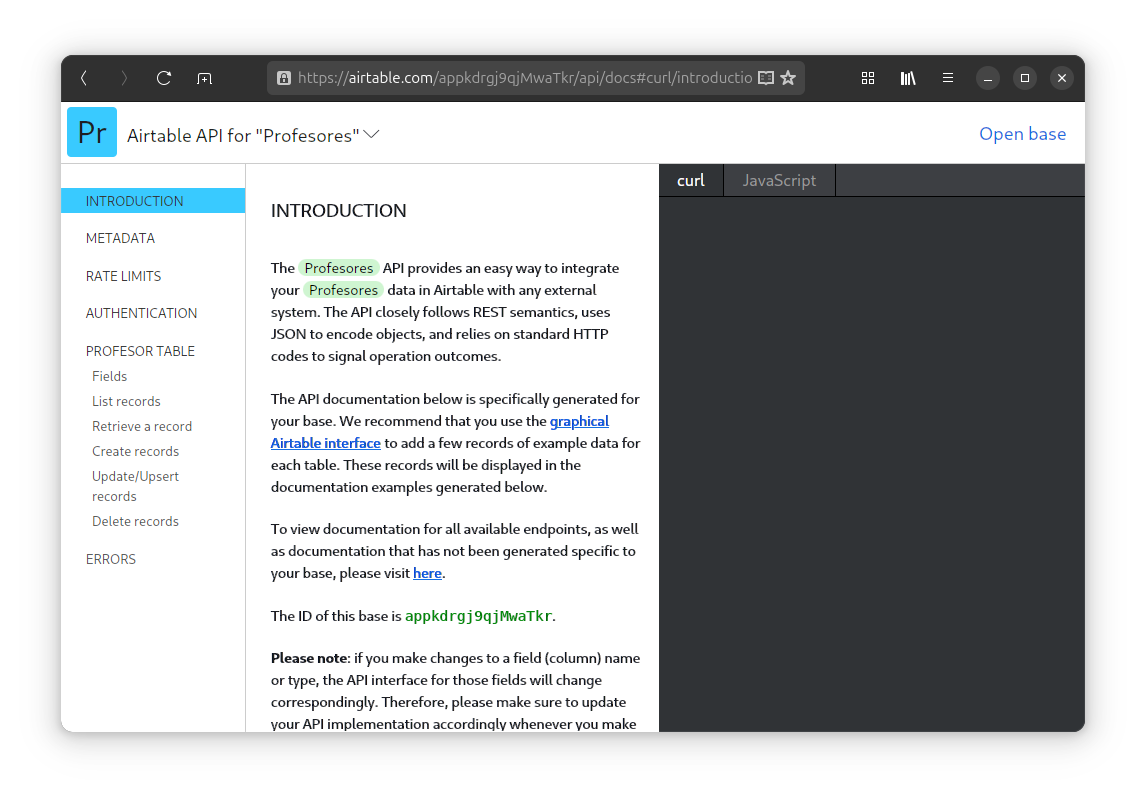 https://airtable.com/appkdrgj9qjMwaTkr/api/docs#curl/introductio
Pr
Airtable API for "Profesores"
Open base
INTRODUCTION
METADATA
RATE LIMITS
AUTHENTICATION
PROFESOR TABLE
Fields
List records
Retrieve a record
Create records
Update/Upsert
records
Delete records
ERRORS
INTRODUCTION
The Profesores API provides an easy way to integrate
your Profesores data in Airtable with any external
system. The API closely follows REST semantics, uses
JSON to encode objects, and relies on standard HTTP
codes to signal operation outcomes.
The API documentation below is specifically generated for
your base. We recommend that you use the graphical
Airtable interface to add a few records of example data for
each table. These records will be displayed in the
documentation examples generated below.
To view documentation for all available endpoints, as well
as documentation that has not been generated specific to
your base, please visit here.
The ID of this base is appkdrgj9qjMwaTkr.
Please note: if you make changes to a field (column) name
or type, the API interface for those fields will change
correspondingly. Therefore, please make sure to update
your API implementation accordingly whenever you make
curl
JavaScript